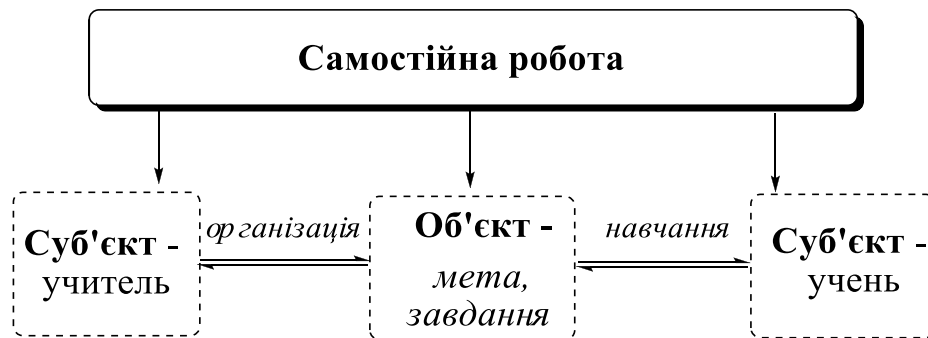 Самостійна робота
Суб'єкт -
учитель
організація
Об'єкт -
мета,
завдання
навчання
Суб'єкт -
учень